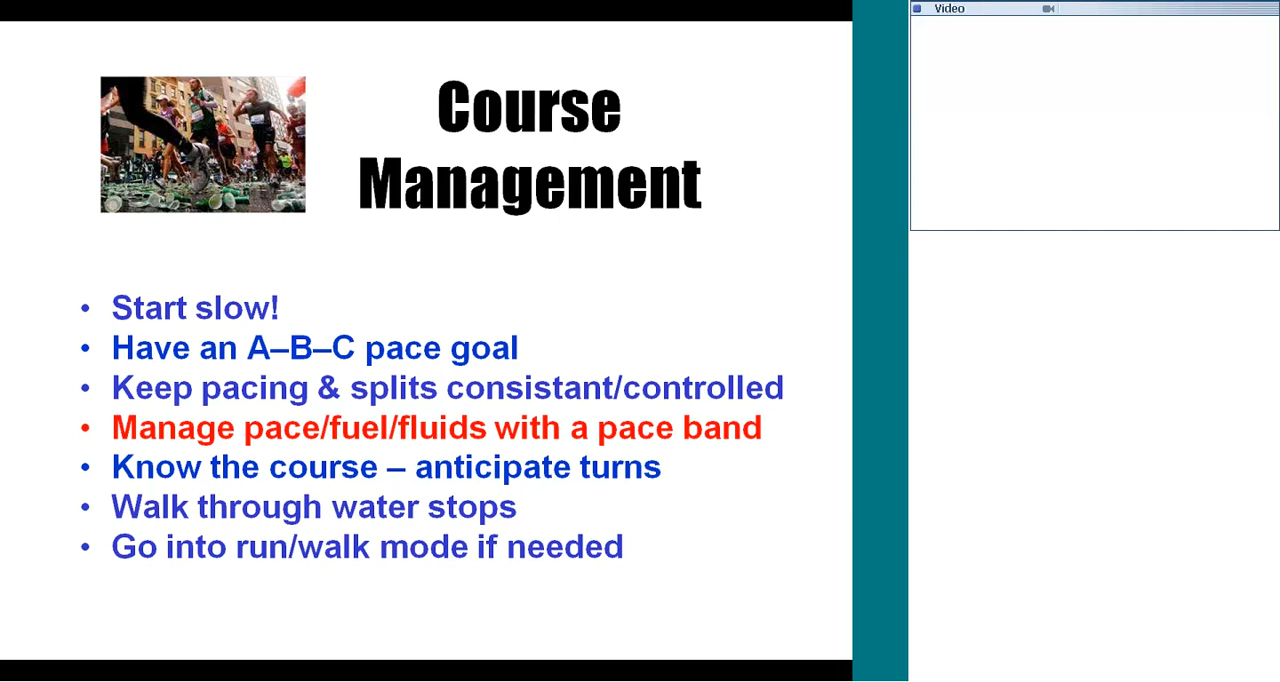 Video
Course
Management
• Start slow!
• Have an A–B–C pace goal
• Keep pacing & splits consistant/controlled
• Manage pace/fuel/fluids with a pace band
• Know the course – anticipate turns
• Walk through water stops
• Go into run/walk mode if needed